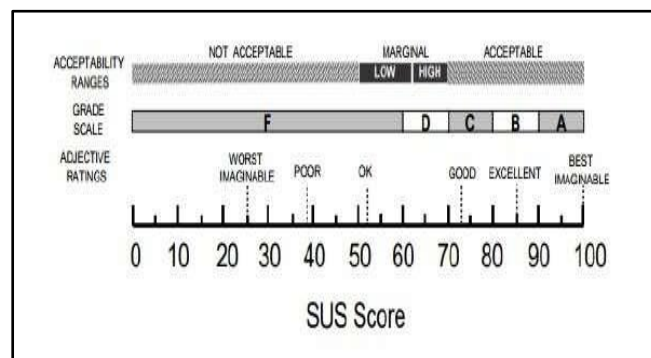 NOT ACCEPTABLE MARGINAL ACCEPTABLE
ACCEPTABILITY RANGES LOW HIGH
GRADE SCALE F D C B A
ADJECTIVE RATINGS WORST IMAGINABLE POOR OK GOOD EXCELLENT BEST IMAGINABLE
0 10 20 30 40 50 60 70 80 90 100
SUS Score